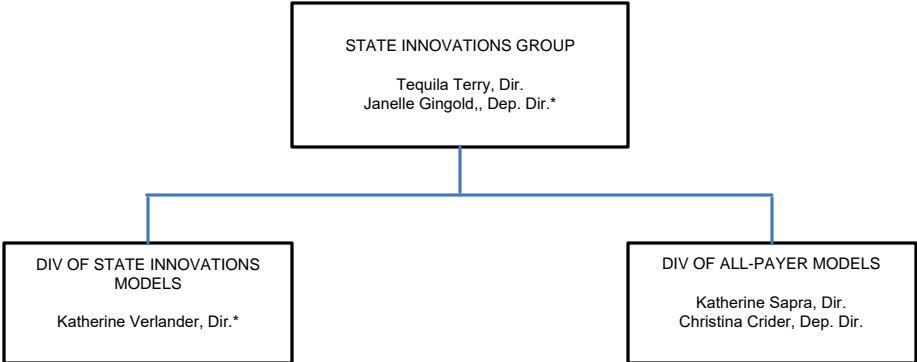 STATE INNOVATIONS GROUP
Tequila Terry, Dir.
Janelle Gingold,, Dep. Dir.*
DIV OF STATE INNOVATIONS
MODELS
Katherine Verlander, Dir.*
DIV OF ALL-PAYER MODELS
Katherine Sapra, Dir.
Christina Crider, Dep. Dir.